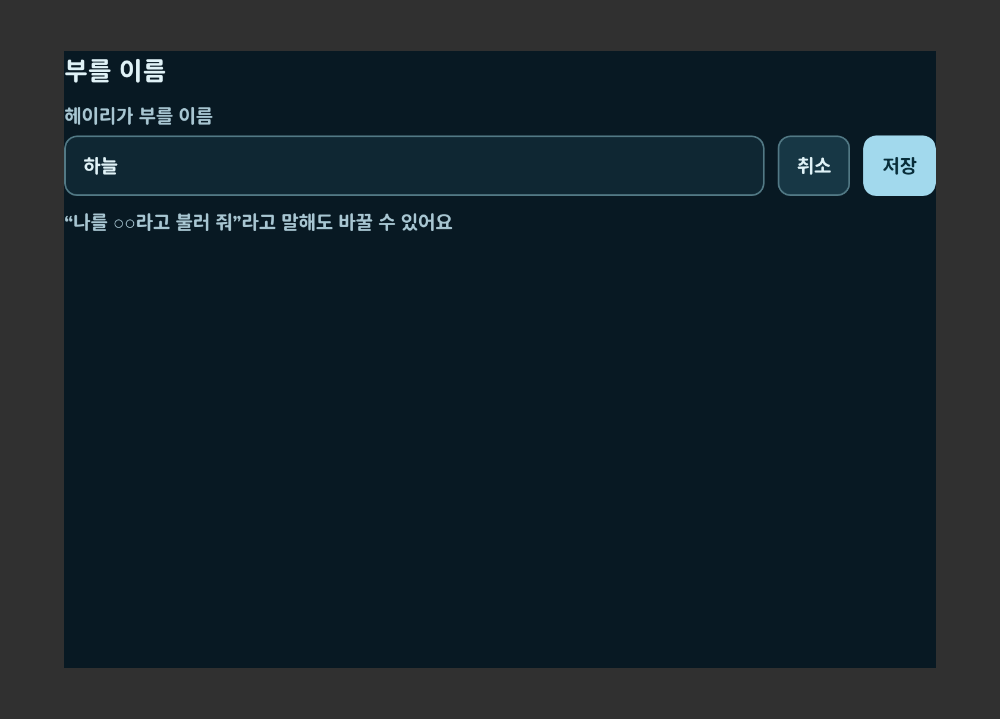 부를 이름
헤이리가 부를 이름
하늘
취소
저장
“나를 ○○라고 불러 줘”라고 말해도 바꿀 수 있어요